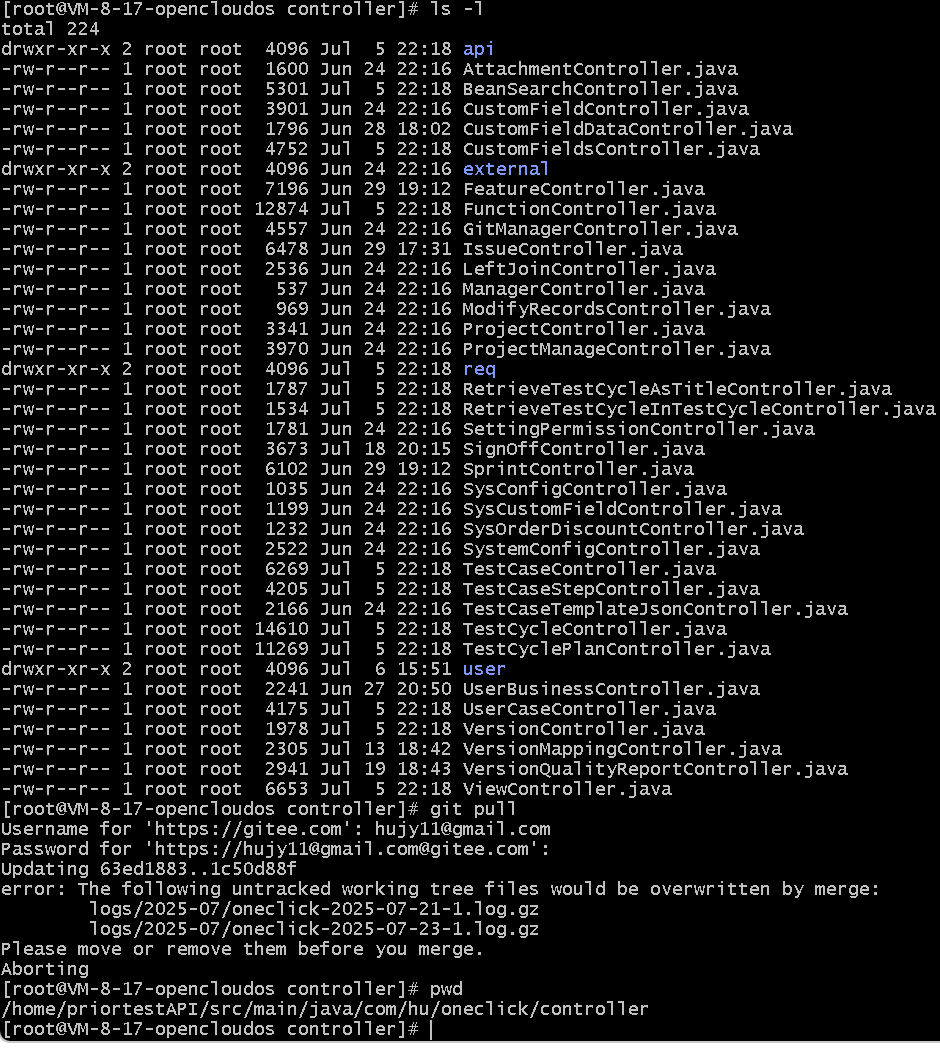 [root@VM-8-17-opencloudos controller]# ls -l
total 224
drwxr-xr-x 2 root root  4096 Jul  5 22:18 api
-rw-r--r-- 1 root root  1600 Jun 24 22:16 AttachmentController.java
-rw-r--r-- 1 root root  5301 Jul  5 22:18 BeanSearchController.java
-rw-r--r-- 1 root root  3901 Jun 24 22:16 CustomFieldController.java
-rw-r--r-- 1 root root  1796 Jun 28 18:02 CustomFieldDataController.java
-rw-r--r-- 1 root root  4752 Jul  5 22:18 CustomFieldsController.java
drwxr-xr-x 2 root root  4096 Jun 24 22:16 external
-rw-r--r-- 1 root root  7196 Jun 29 19:12 FeatureController.java
-rw-r--r-- 1 root root 12874 Jul  5 22:18 FunctionController.java
-rw-r--r-- 1 root root  4557 Jun 24 22:16 GitManagerController.java
-rw-r--r-- 1 root root  6478 Jun 29 17:31 IssueController.java
-rw-r--r-- 1 root root  2536 Jun 24 22:16 LeftJoinController.java
-rw-r--r-- 1 root root   537 Jun 24 22:16 ManagerController.java
-rw-r--r-- 1 root root   969 Jun 24 22:16 ModifyRecordsController.java
-rw-r--r-- 1 root root  3341 Jun 24 22:16 ProjectController.java
-rw-r--r-- 1 root root  3970 Jun 24 22:16 ProjectManageController.java
drwxr-xr-x 2 root root  4096 Jul  5 22:18 req
-rw-r--r-- 1 root root  1787 Jul  5 22:18 RetrieveTestCycleAsTitleController.java
-rw-r--r-- 1 root root  1534 Jul  5 22:18 RetrieveTestCycleInTestCycleController.java
-rw-r--r-- 1 root root  1781 Jun 24 22:16 SettingPermissionController.java
-rw-r--r-- 1 root root  3673 Jul 18 20:15 SignOffController.java
-rw-r--r-- 1 root root  6102 Jun 29 19:12 SprintController.java
-rw-r--r-- 1 root root  1035 Jun 24 22:16 SysConfigController.java
-rw-r--r-- 1 root root  1199 Jun 24 22:16 SysCustomFieldController.java
-rw-r--r-- 1 root root  1232 Jun 24 22:16 SysOrderDiscountController.java
-rw-r--r-- 1 root root  2522 Jun 24 22:16 SystemConfigController.java
-rw-r--r-- 1 root root  6269 Jul  5 22:18 TestCaseController.java
-rw-r--r-- 1 root root  4205 Jul  5 22:18 TestCaseStepController.java
-rw-r--r-- 1 root root  2166 Jun 24 22:16 TestCaseTemplateJsonController.java
-rw-r--r-- 1 root root 14610 Jul  5 22:18 TestCycleController.java
-rw-r--r-- 1 root root 11269 Jul  5 22:18 TestCyclePlanController.java
drwxr-xr-x 2 root root  4096 Jul  6 15:51 user
-rw-r--r-- 1 root root  2241 Jun 27 20:50 UserBusinessController.java
-rw-r--r-- 1 root root  4175 Jul  5 22:18 UserCaseController.java
-rw-r--r-- 1 root root  1978 Jul  5 22:18 VersionController.java
-rw-r--r-- 1 root root  2305 Jul 13 18:42 VersionMappingController.java
-rw-r--r-- 1 root root  2941 Jul 19 18:43 VersionQualityReportController.java
-rw-r--r-- 1 root root  6653 Jul  5 22:18 ViewController.java
[root@VM-8-17-opencloudos controller]# git pull
Username for 'https://gitee.com': hujy11@gmail.com
Password for 'https://hujy11@gmail.com@gitee.com':
Updating 63ed1883..1c50d88f
error: The following untracked working tree files would be overwritten by merge:
        logs/2025-07/oneclick-2025-07-21-1.log.gz
        logs/2025-07/oneclick-2025-07-23-1.log.gz
Please move or remove them before you merge.
Aborting
[root@VM-8-17-opencloudos controller]# pwd
/home/priortestAPI/src/main/java/com/hu/oneclick/controller
[root@VM-8-17-opencloudos controller]#